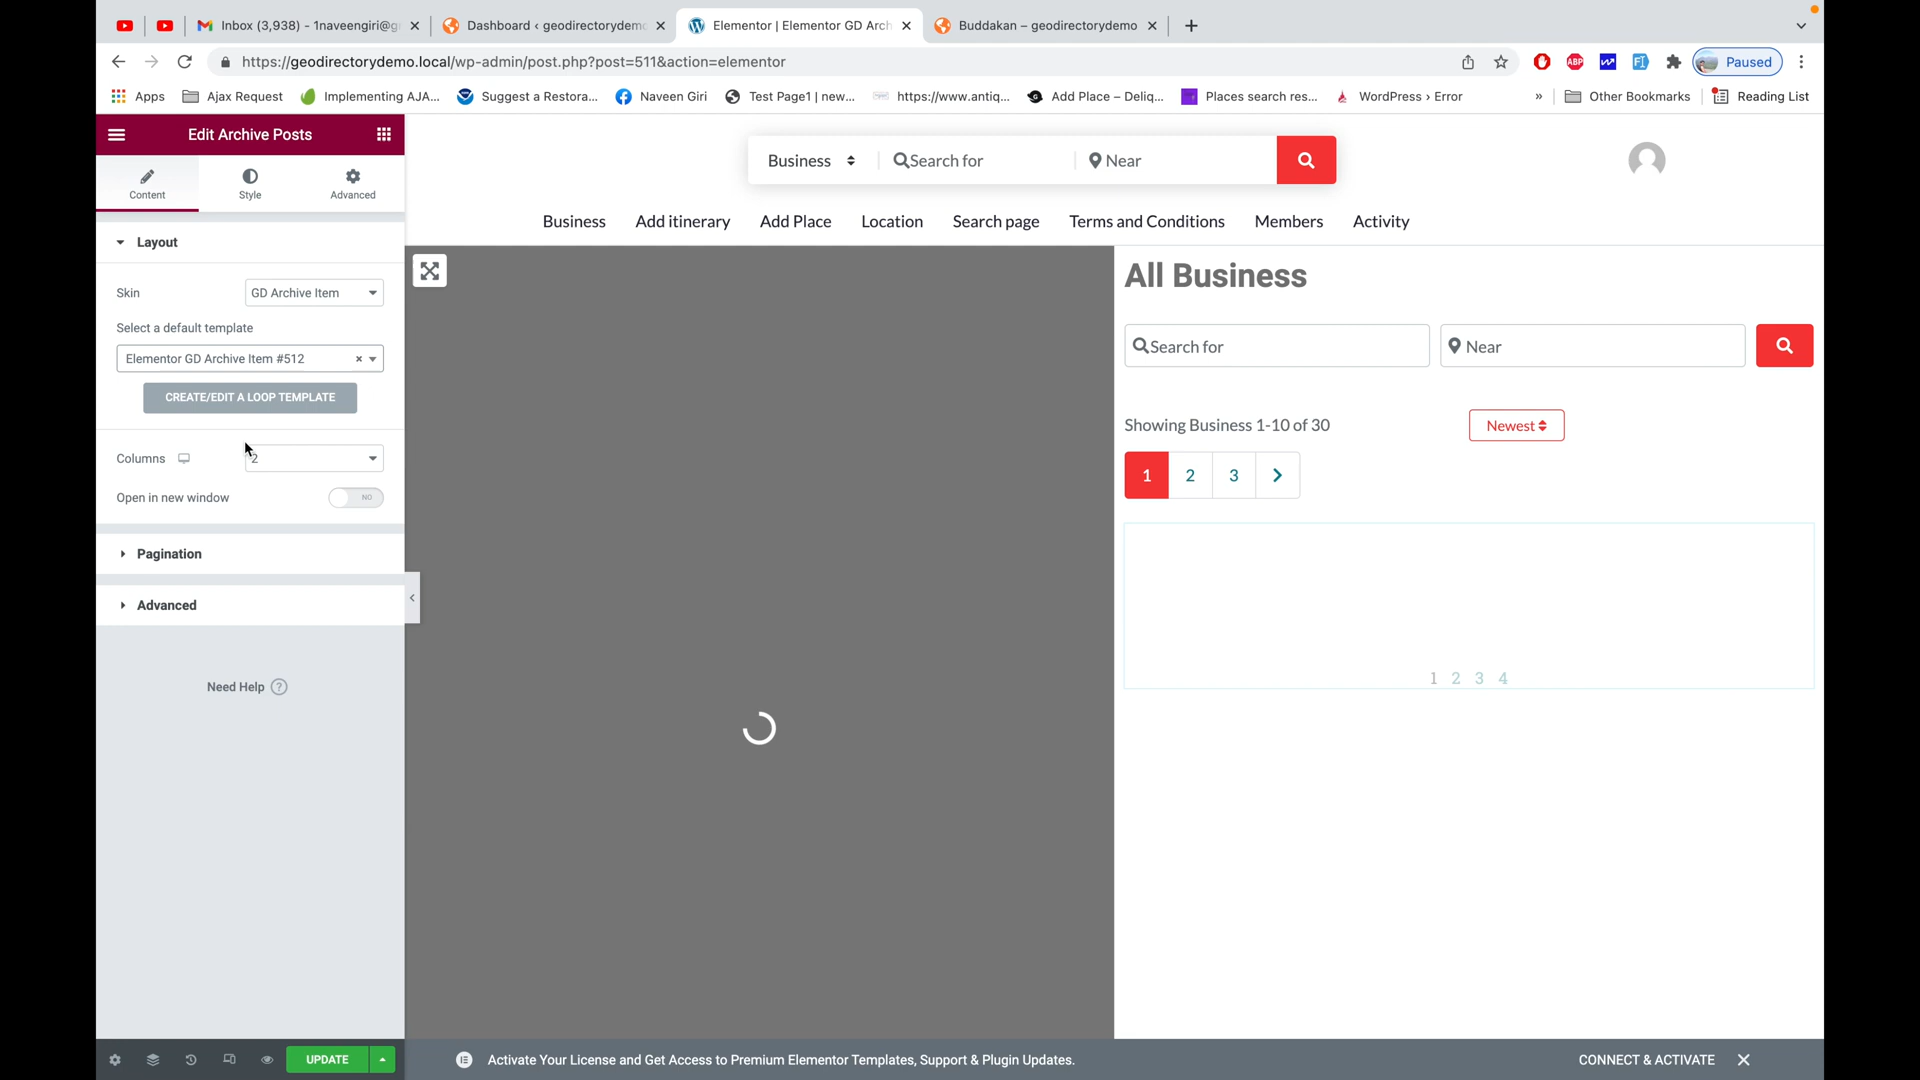 Inbox (3,938) - 1naveengiri@g
Dashboard < geodirectorydemo
Elementor | Elementor GD Arch
Buddakan – geodirectorydemo
https://geodirectorydemo.local/wp-admin/post.php?post=511&action=elementor
ABP
Paused
Apps
Ajax Request
Implementing AJA...
Suggest a Restora...
Naveen Giri
Test Page1 | new...
https://www.antiq...
Add Place – Deliq...
Places search res...
WordPress › Error
»
Other Bookmarks
Reading List
Edit Archive Posts
Content
Style
Advanced
Layout
Skin
GD Archive Item
Select a default template
Elementor GD Archive Item #512
×
CREATE/EDIT A LOOP TEMPLATE
Columns
2
Open in new window
NO
Pagination
Advanced
Need Help ?
UPDATE
Business
Search for
Near
Business
Add itinerary
Add Place
Location
Search page
Terms and Conditions
Members
Activity
All Business
Search for
Near
Showing Business 1-10 of 30
Newest
1 2 3
1 2 3 4
Activate Your License and Get Access to Premium Elementor Templates, Support & Plugin Updates.
CONNECT & ACTIVATE